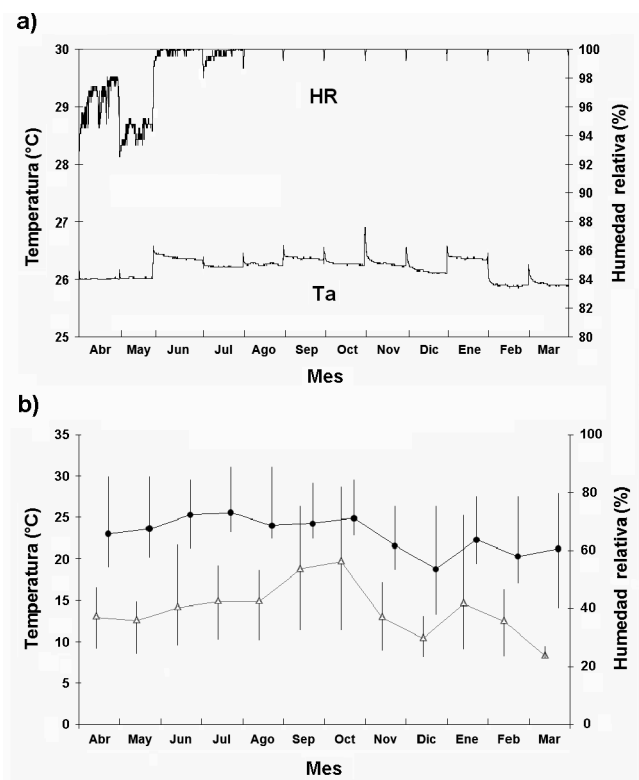 a)
Temperatura (°C)
30
29
28
27
26
25
HR
Ta
100
98
96
94
92
90
88
86
84
82
80
Humedad relativa (%)
Abr May Jun Jul Ago Sep Oct Nov Dic Ene Feb Mar
Mes
b)
Temperatura (°C)
35
30
25
20
15
10
5
0
100
80
60
40
20
0
Humedad relativa (%)
Abr May Jun Jul Ago Sep Oct Nov Dic Ene Feb Mar
Mes